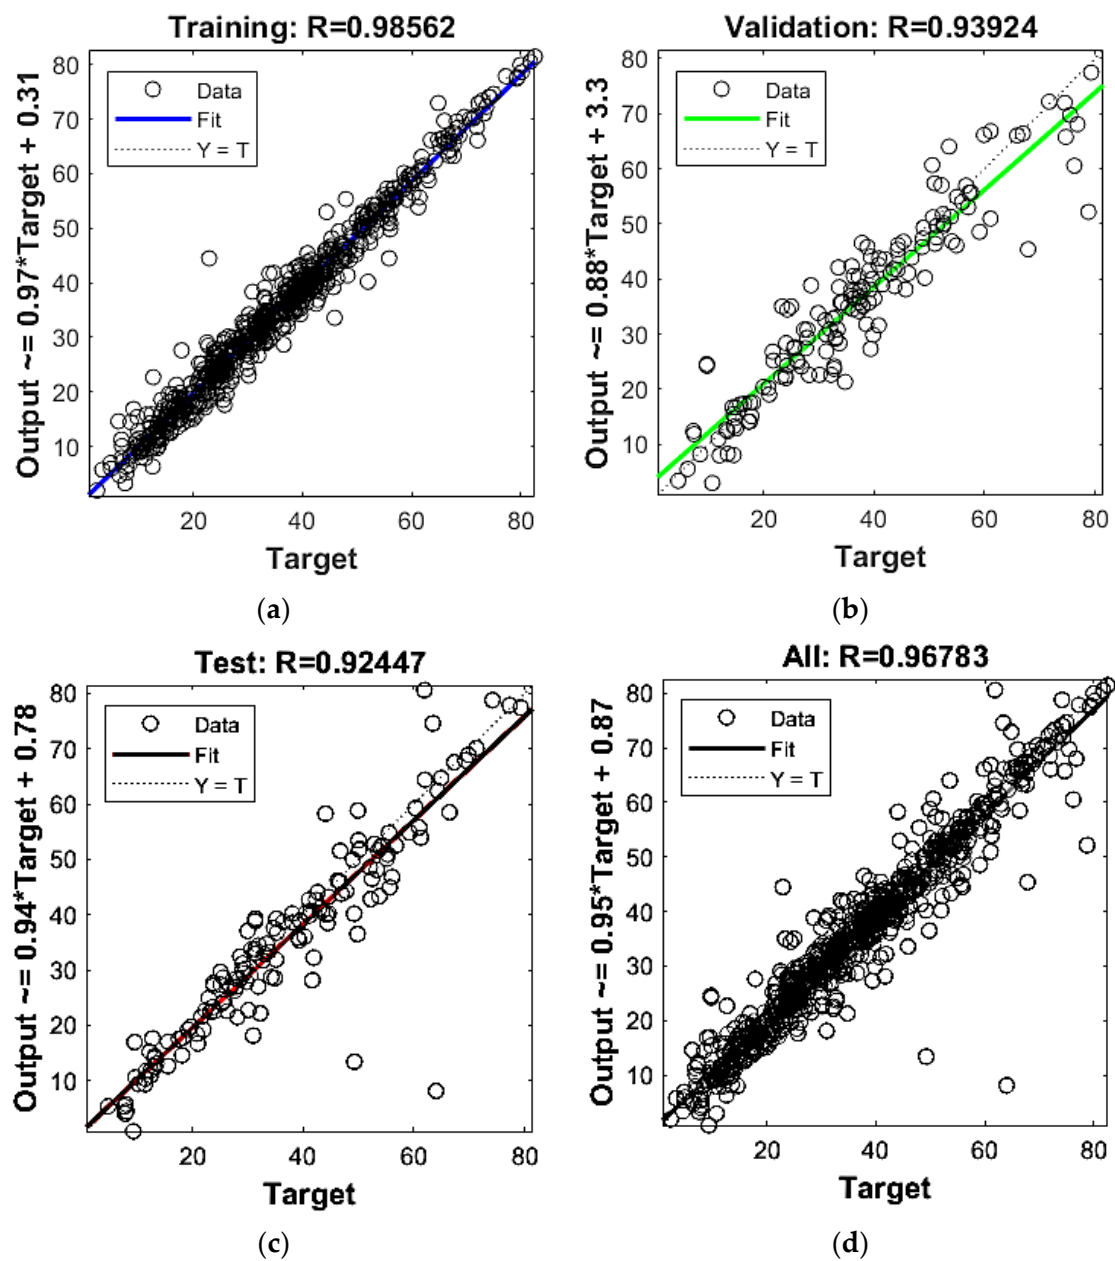 Training: R=0.98562
Output ~= 0.97*Target + 0.31
80
70
60
50
40
30
20
10
Data
Fit
Y = T
20 40 60 80
Target
(a)
Validation: R=0.93924
Output ~= 0.88*Target + 3.3
80
70
60
50
40
30
20
10
Data
Fit
Y = T
20 40 60 80
Target
(b)
Test: R=0.92447
Output ~= 0.94*Target + 0.78
80
70
60
50
40
30
20
10
Data
Fit
Y = T
20 40 60 80
Target
(c)
All: R=0.96783
Output ~= 0.95*Target + 0.87
80
70
60
50
40
30
20
10
Data
Fit
Y = T
20 40 60 80
Target
(d)